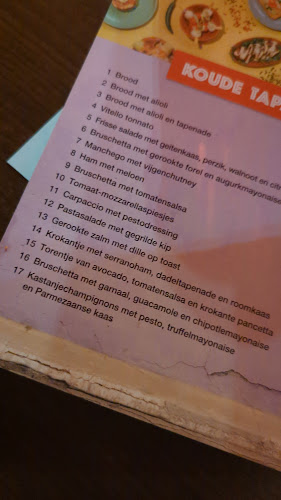 KOUDE TAP
1 Brood
2 Brood met alioli
3 Brood met alioli en tapenade
4 Vitello tonnato
5 Frisse salade met geitenkaas, perzik, walnoot en citr
6 Bruschetta met gerookte forel en augurkmayonaise
7 Manchego met vijgenchutney
8 Ham met meloen
9 Bruschetta met tomatensalsa
10 Tomaat-mozzarellaspiesjes
11 Carpaccio met pestodressing
12 Pastasalade met gegrilde kip
13 Gerookte zalm met dille op toast
14 Krokantje met serranoham, dadeltapenade en roomkaas
15 Torentje van avocado, tomatensalsa en krokante pancetta
16 Bruschetta met garnaal, guacamole en chipotlemayonaise
17 Kastanjechampignons met pesto, truffelmayonaise
en Parmezaanse kaas